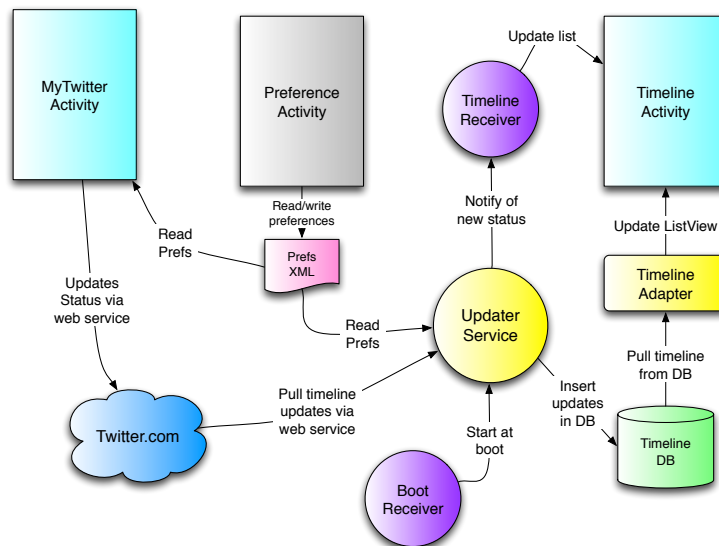 Update list
MyTwitter
Activity
Preference
Activity
Timeline
Receiver
Timeline
Activity
Read/write
preferences
Notify of
new status
Update ListView
Read
Prefs
Prefs
XML
Updates
Status via
web service
Timeline
Adapter
Updater
Service
Read
Prefs
Pull timeline
from DB
Pull timeline
updates via
web service
Insert
updates
in DB
Twitter.com
Start at
boot
Timeline
DB
Boot
Receiver